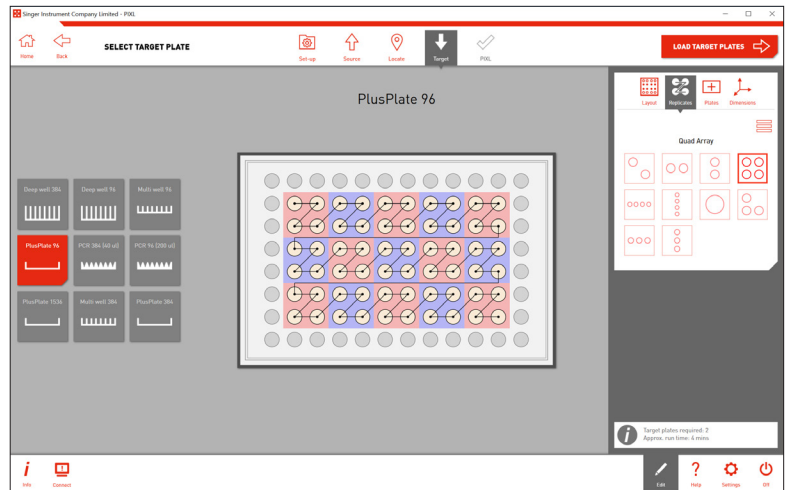 Singer Instrument Company Limited - PIXL
Home
Back
SELECT TARGET PLATE
Set-up
Source
Locate
Target
PIXL
LOAD TARGET PLATES
PlusPlate 96
Deep-well 384
Deep-well 96
Multi-well 96
PlusPlate 96
PCR 384 (40 ul)
PCR 96 (200 ul)
PlusPlate 1536
Multi-well 384
PlusPlate 384
Layout
Replicates
Plates
Dimensions
Quad Array
Target plates required: 2
Approx. run time: 4 mins
Info
Connect
Edit
Help
Settings
Off